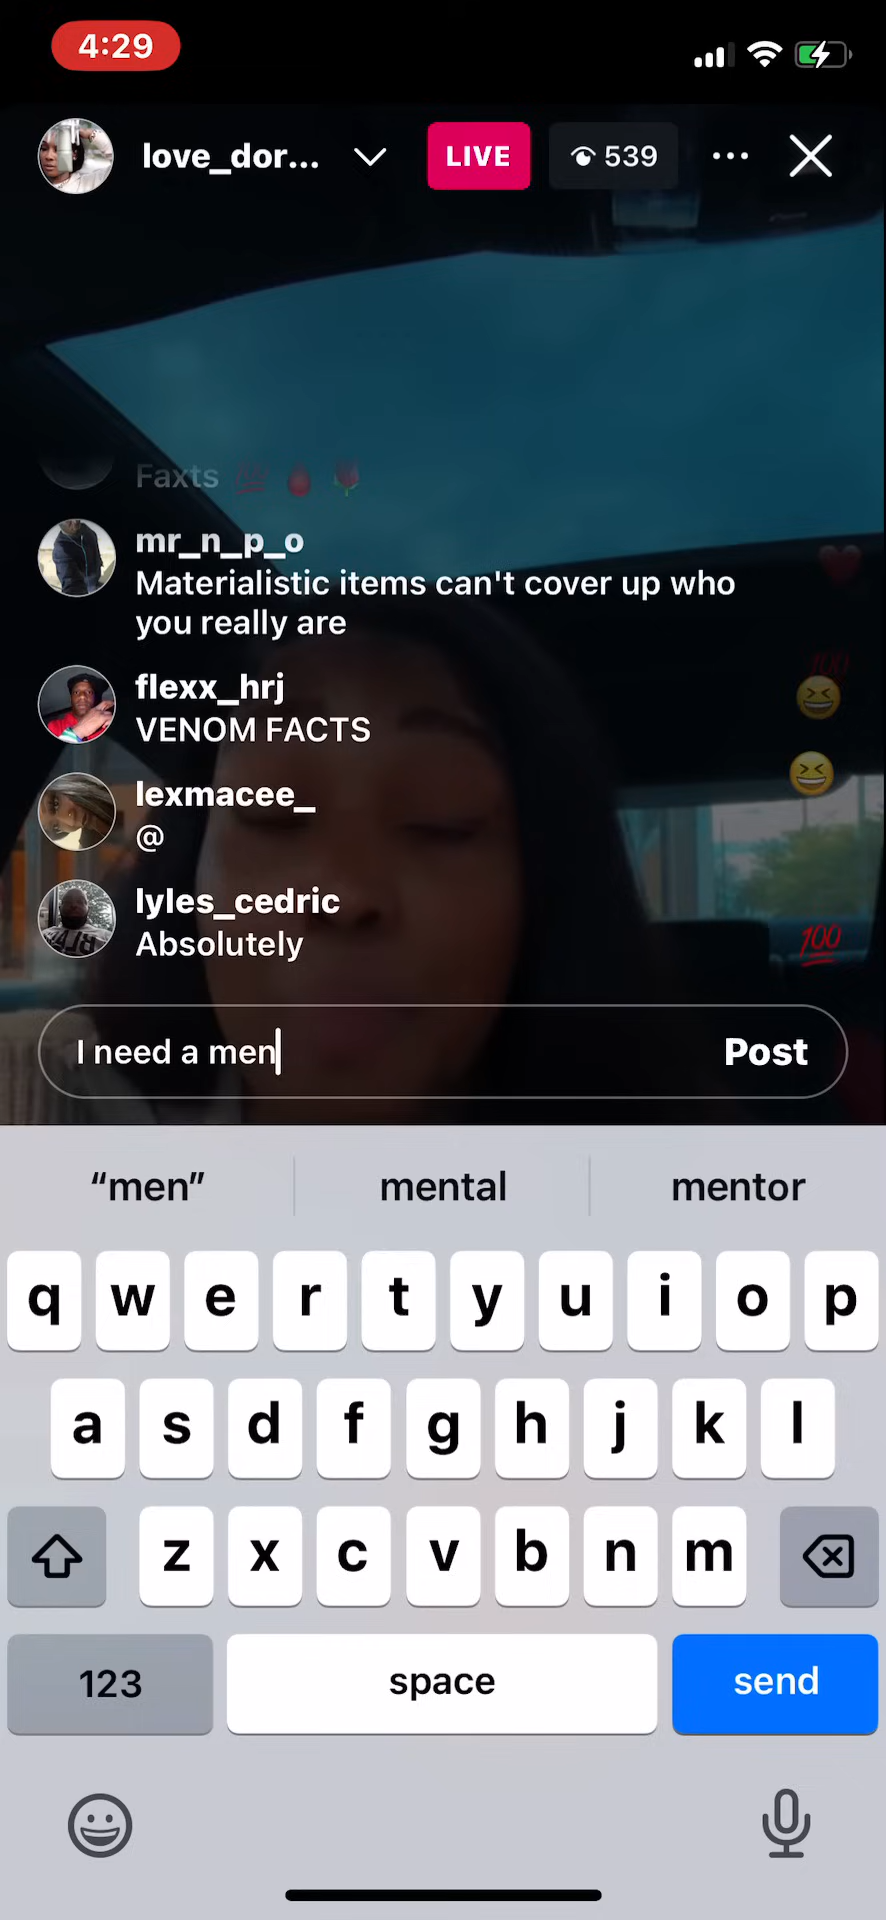 4:29
love_dor...
LIVE
539
Faxts 💯 🩸 🌹
mr_n_p_o
Materialistic items can't cover up who
you really are
flexx_hrj
VENOM FACTS
lexmacee_
@
lyles_cedric
Absolutely
I need a men
Post
“men”
mental
mentor
q w e r t y u i o p
a s d f g h j k l
z x c v b n m
123
space
send